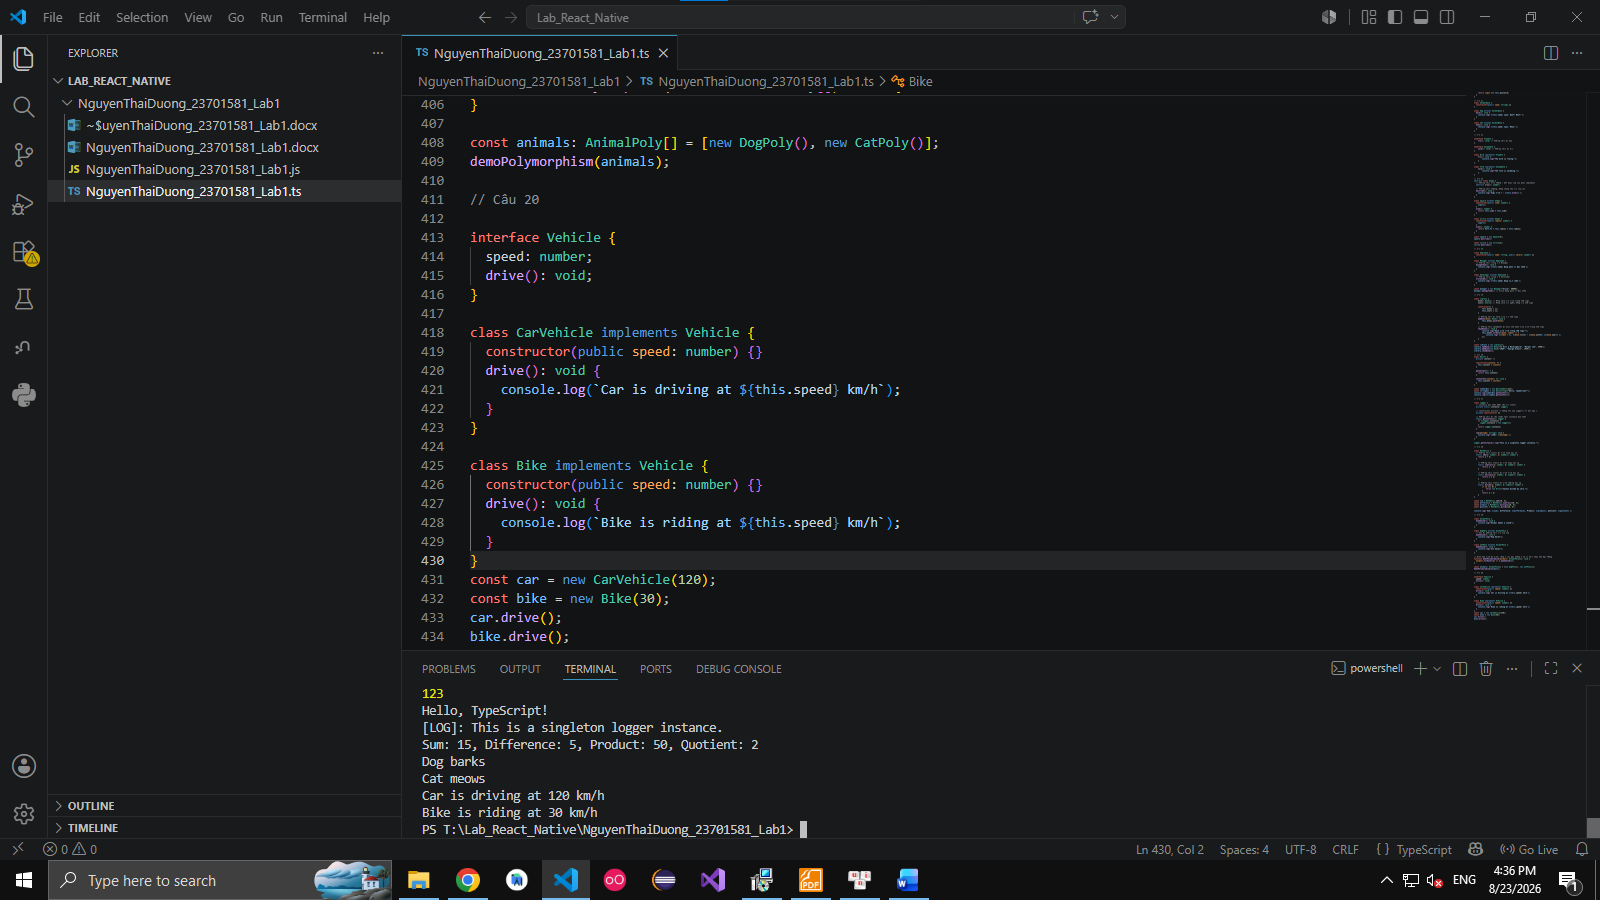 File Edit Selection View Go Run Terminal Help
Lab_React_Native
EXPLORER
LAB_REACT_NATIVE
NguyenThaiDuong_23701581_Lab1
~$uyenThaiDuong_23701581_Lab1.docx
NguyenThaiDuong_23701581_Lab1.docx
JS NguyenThaiDuong_23701581_Lab1.js
TS NguyenThaiDuong_23701581_Lab1.ts
OUTLINE
TIMELINE
TS NguyenThaiDuong_23701581_Lab1.ts
NguyenThaiDuong_23701581_Lab1 > TS NguyenThaiDuong_23701581_Lab1.ts > Bike
406 }
407
408 const animals: AnimalPoly[] = [new DogPoly(), new CatPoly()];
409 demoPolymorphism(animals);
410
411 // Câu 20
412
413 interface Vehicle {
414 speed: number;
415 drive(): void;
416 }
417
418 class CarVehicle implements Vehicle {
419 constructor(public speed: number) {}
420 drive(): void {
421 console.log(`Car is driving at ${this.speed} km/h`);
422 }
423 }
424
425 class Bike implements Vehicle {
426 constructor(public speed: number) {}
427 drive(): void {
428 console.log(`Bike is riding at ${this.speed} km/h`);
429 }
430 }
431 const car = new CarVehicle(120);
432 const bike = new Bike(30);
433 car.drive();
434 bike.drive();
PROBLEMS OUTPUT TERMINAL PORTS DEBUG CONSOLE
powershell
123
Hello, TypeScript!
[LOG]: This is a singleton logger instance.
Sum: 15, Difference: 5, Product: 50, Quotient: 2
Dog barks
Cat meows
Car is driving at 120 km/h
Bike is riding at 30 km/h
PS T:\Lab_React_Native\NguyenThaiDuong_23701581_Lab1>
0 0
Ln 430, Col 2 Spaces: 4 UTF-8 CRLF { } TypeScript Go Live
Type here to search
PDF
ENG
4:36 PM
8/23/2026
1